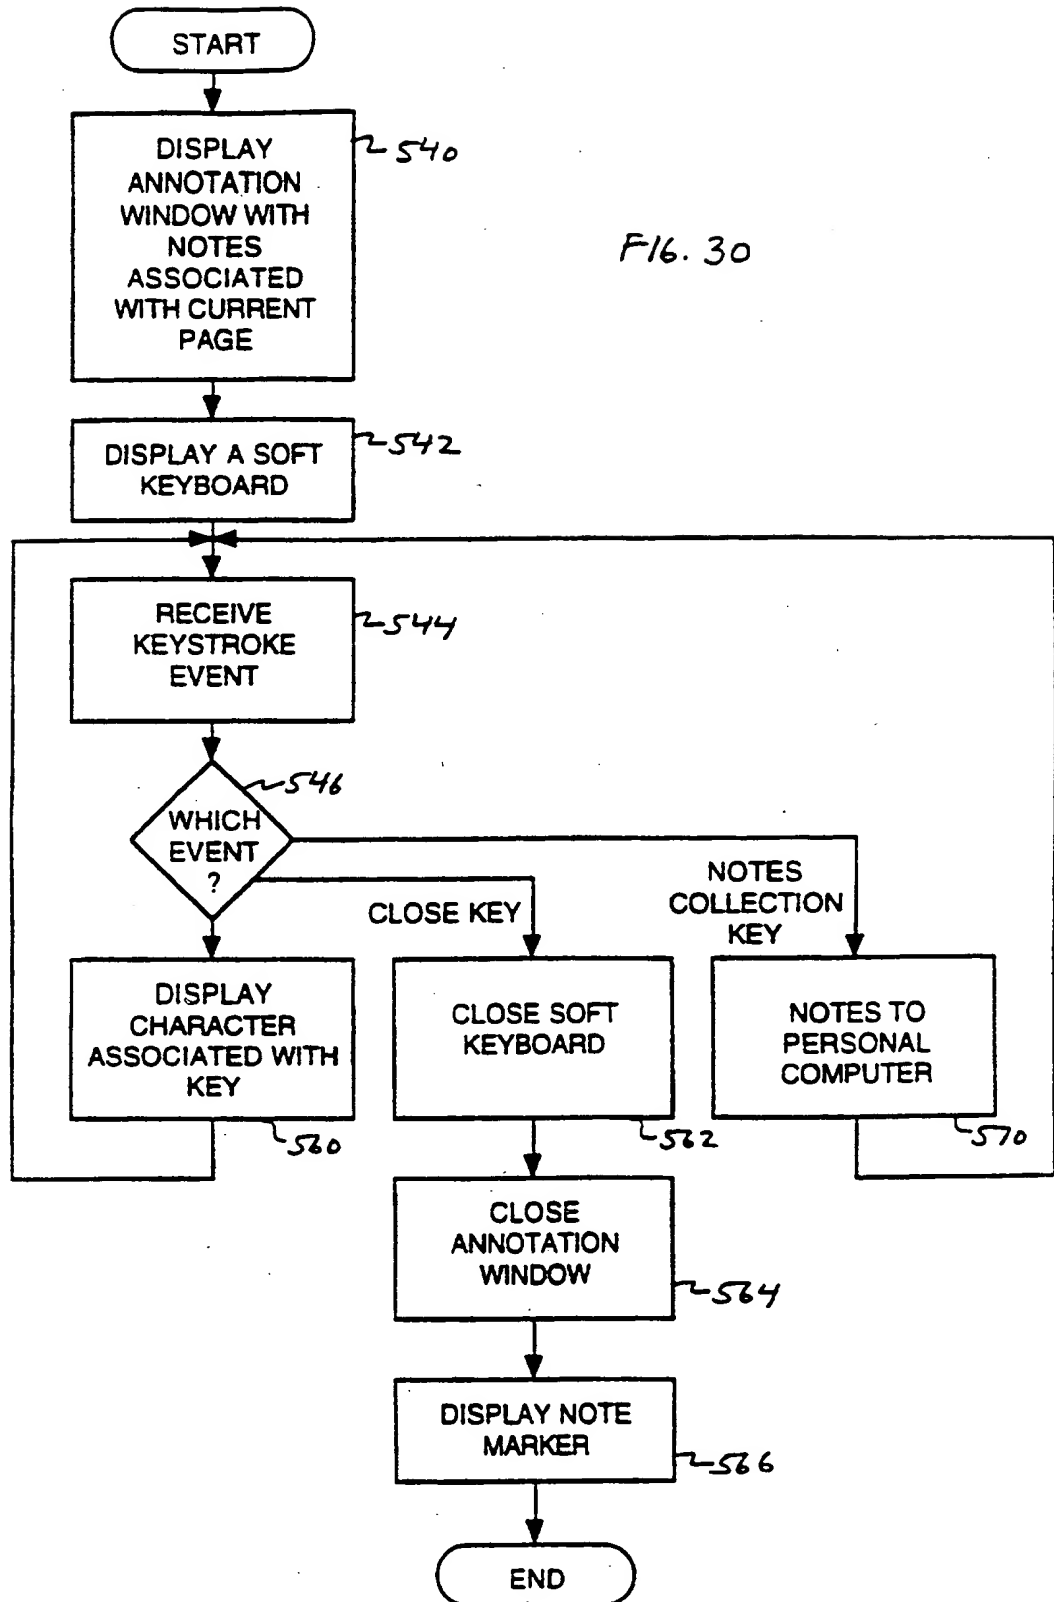 START
DISPLAY
ANNOTATION
WINDOW WITH
NOTES
ASSOCIATED
WITH CURRENT
PAGE
540
FIG. 30
DISPLAY A SOFT
KEYBOARD
542
RECEIVE
KEYSTROKE
EVENT
544
WHICH
EVENT
?
546
CLOSE KEY
NOTES
COLLECTION
KEY
DISPLAY
CHARACTER
ASSOCIATED WITH
KEY
560
CLOSE SOFT
KEYBOARD
562
NOTES TO
PERSONAL
COMPUTER
570
CLOSE
ANNOTATION
WINDOW
564
DISPLAY NOTE
MARKER
566
END